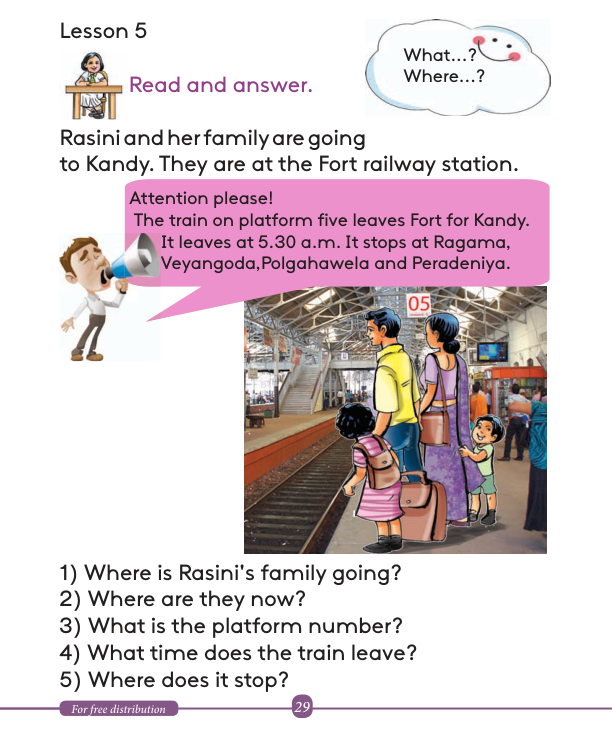 Lesson 5
What...?
Where...?
Read and answer.
Rasini and her family are going
to Kandy. They are at the Fort railway station.
Attention please!
The train on platform five leaves Fort for Kandy.
It leaves at 5.30 a.m. It stops at Ragama,
Veyangoda,Polgahawela and Peradeniya.
05
1) Where is Rasini's family going?
2) Where are they now?
3) What is the platform number?
4) What time does the train leave?
5) Where does it stop?
For free distribution
29